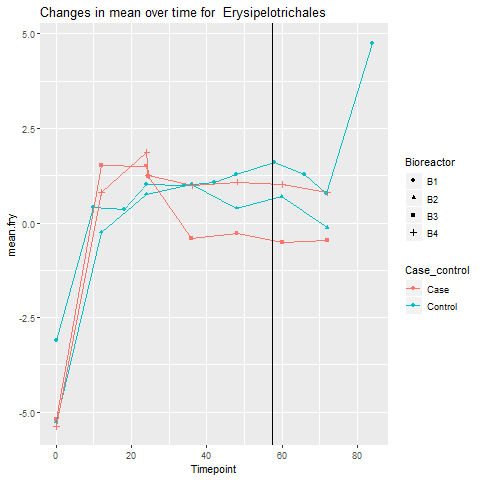 Changes in mean over time for  Erysipelotrichales
5.0
2.5
0.0
-2.5
-5.0
mean.fry
0
20
40
60
80
Timepoint
Bioreactor
B1
B2
B3
B4
Case_control
Case
Control